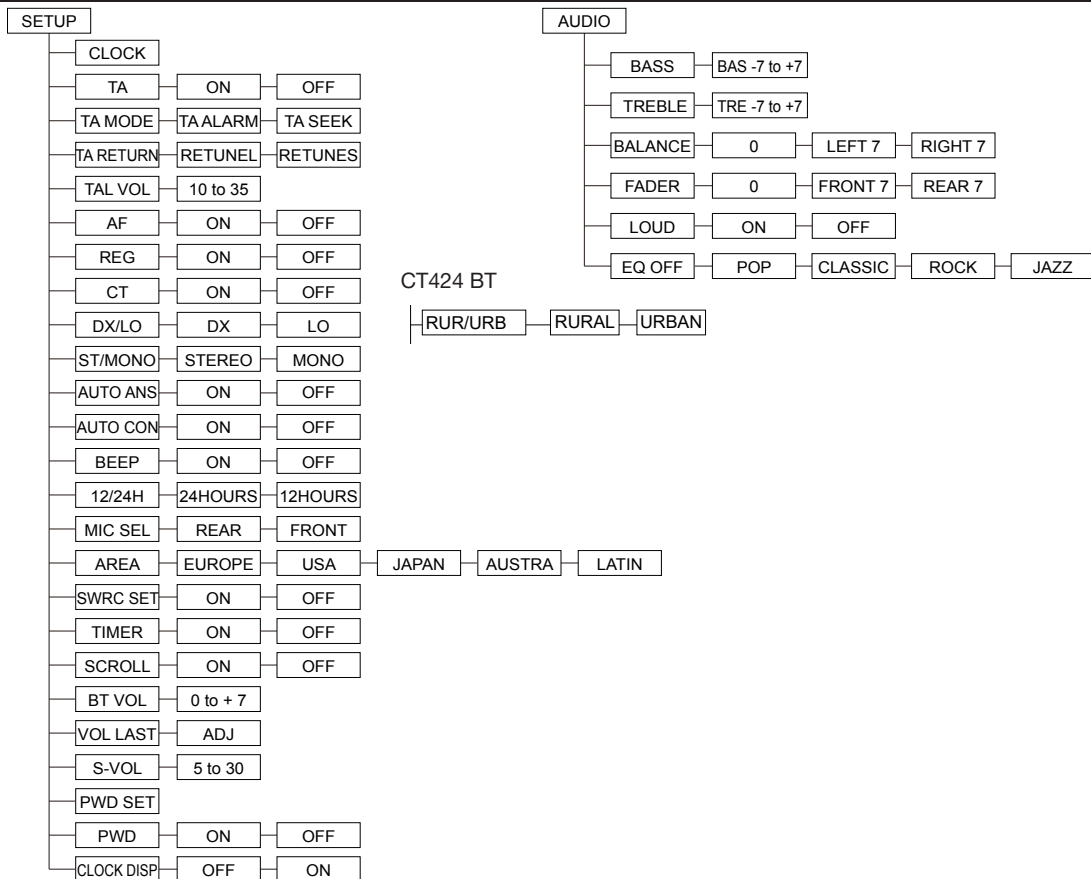 SETUP
CLOCK
TA ON OFF
TA MODE TA ALARM TA SEEK
TA RETURN RETUNEL RETUNES
TAL VOL 10 to 35
AF ON OFF
REG ON OFF
CT ON OFF
DX/LO DX LO
ST/MONO STEREO MONO
AUTO ANS ON OFF
AUTO CON ON OFF
BEEP ON OFF
12/24H 24HOURS 12HOURS
MIC SEL REAR FRONT
AREA EUROPE USA JAPAN AUSTRA LATIN
SWRC SET ON OFF
TIMER ON OFF
SCROLL ON OFF
BT VOL 0 to + 7
VOL LAST ADJ
S-VOL 5 to 30
PWD SET
PWD ON OFF
CLOCK DISP OFF ON
AUDIO
BASS BAS -7 to +7
TREBLE TRE -7 to +7
BALANCE 0 LEFT 7 RIGHT 7
FADER 0 FRONT 7 REAR 7
LOUD ON OFF
EQ OFF POP CLASSIC ROCK JAZZ
CT424 BT
RUR/URB RURAL URBAN